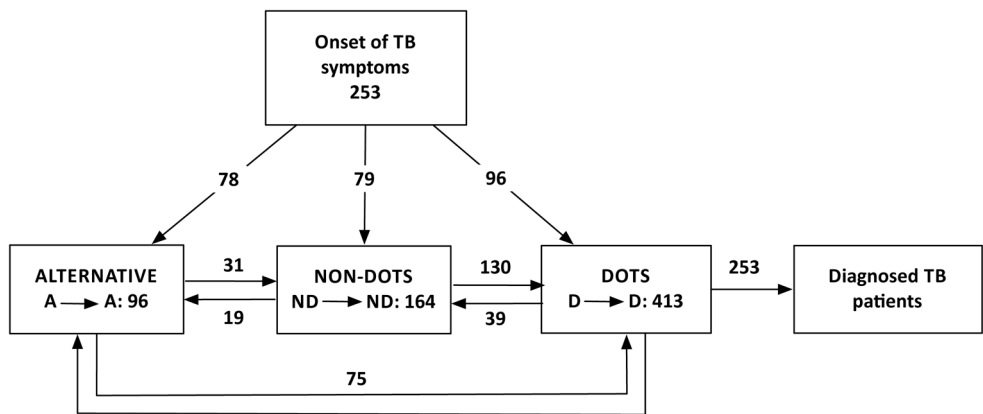 Onset of TB
symptoms
253
78
79
96
ALTERNATIVE
A A: 96
31
19
NON-DOTS
ND ND: 164
130
39
DOTS
D D: 413
253
Diagnosed TB
patients
75